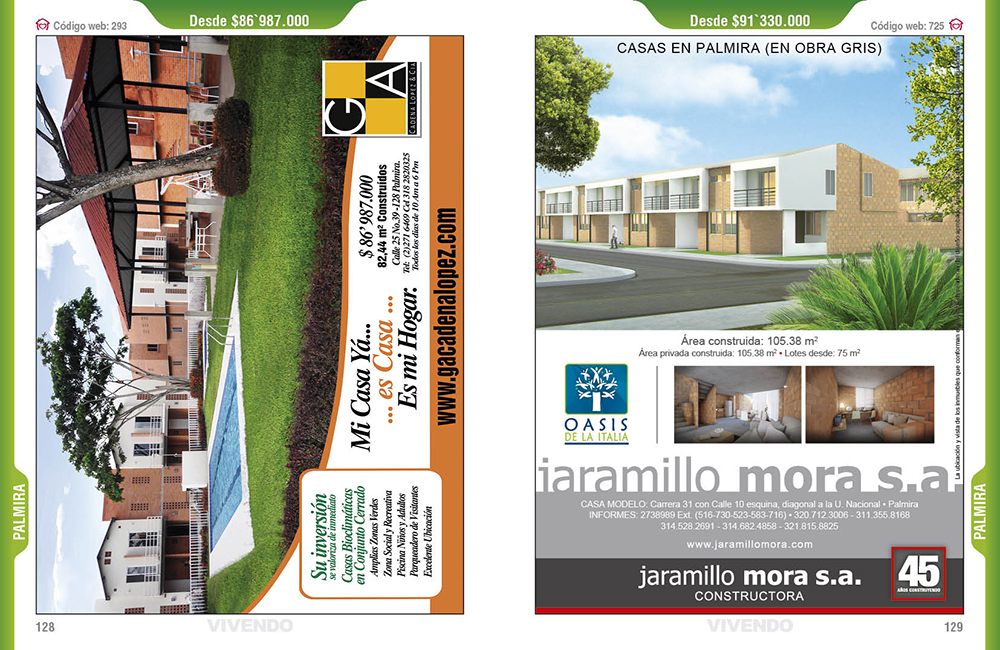 Desde $86`987.000
Código web: 293
GA
CADENA LOPEZ & CIA
$ 86'987.000
82,44 m² Construidos
Calle 25 No.39 -128 Palmira.
Tel: (2)271 6469 Cel 318 2820325
Todos los días de 10 Am a 6 Pm
Mi Casa Yá...
... es Casa ...
Es mi Hogar.
www.gacadenalopez.com
Su inversión
se valoriza de inmediato
Casas Bioclimáticas
en Conjunto Cerrado
Amplias Zonas Verdes
Zona Social y Recreativa
Piscina Niños y Adultos
Parqueadero de Visitantes
Excelente Ubicación
PALMIRA
128
VIVENDO
Desde $91`330.000
Código web: 725
CASAS EN PALMIRA (EN OBRA GRIS)
Área construida: 105.38 m²
Área privada construida: 105.38 m² • Lotes desde: 75 m²
OASIS
DE LA ITALIA
La ubicación y vista de los inmuebles que conforman
jaramillo mora s.a.
CASA MODELO: Carrera 31 con Calle 10 esquina, diagonal a la U. Nacional • Palmira
INFORMES: 2738989 Ext. (516-730-523-583-716) • 320.712.3006 - 311.355.8168
314.528.2691 - 314.682.4858 - 321.815.8825
www.jaramillomora.com
jaramillo mora s.a.
CONSTRUCTORA
45
AÑOS CONSTRUYENDO
PALMIRA
VIVENDO
129